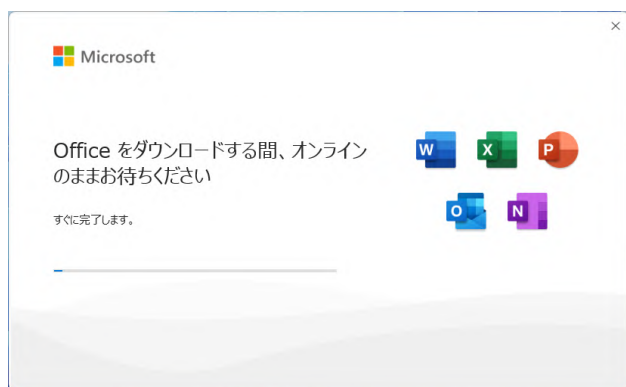 Microsoft
Office をダウンロードする間、オンライン
のままお待ちください
すぐに完了します。
W
X
P
O
N